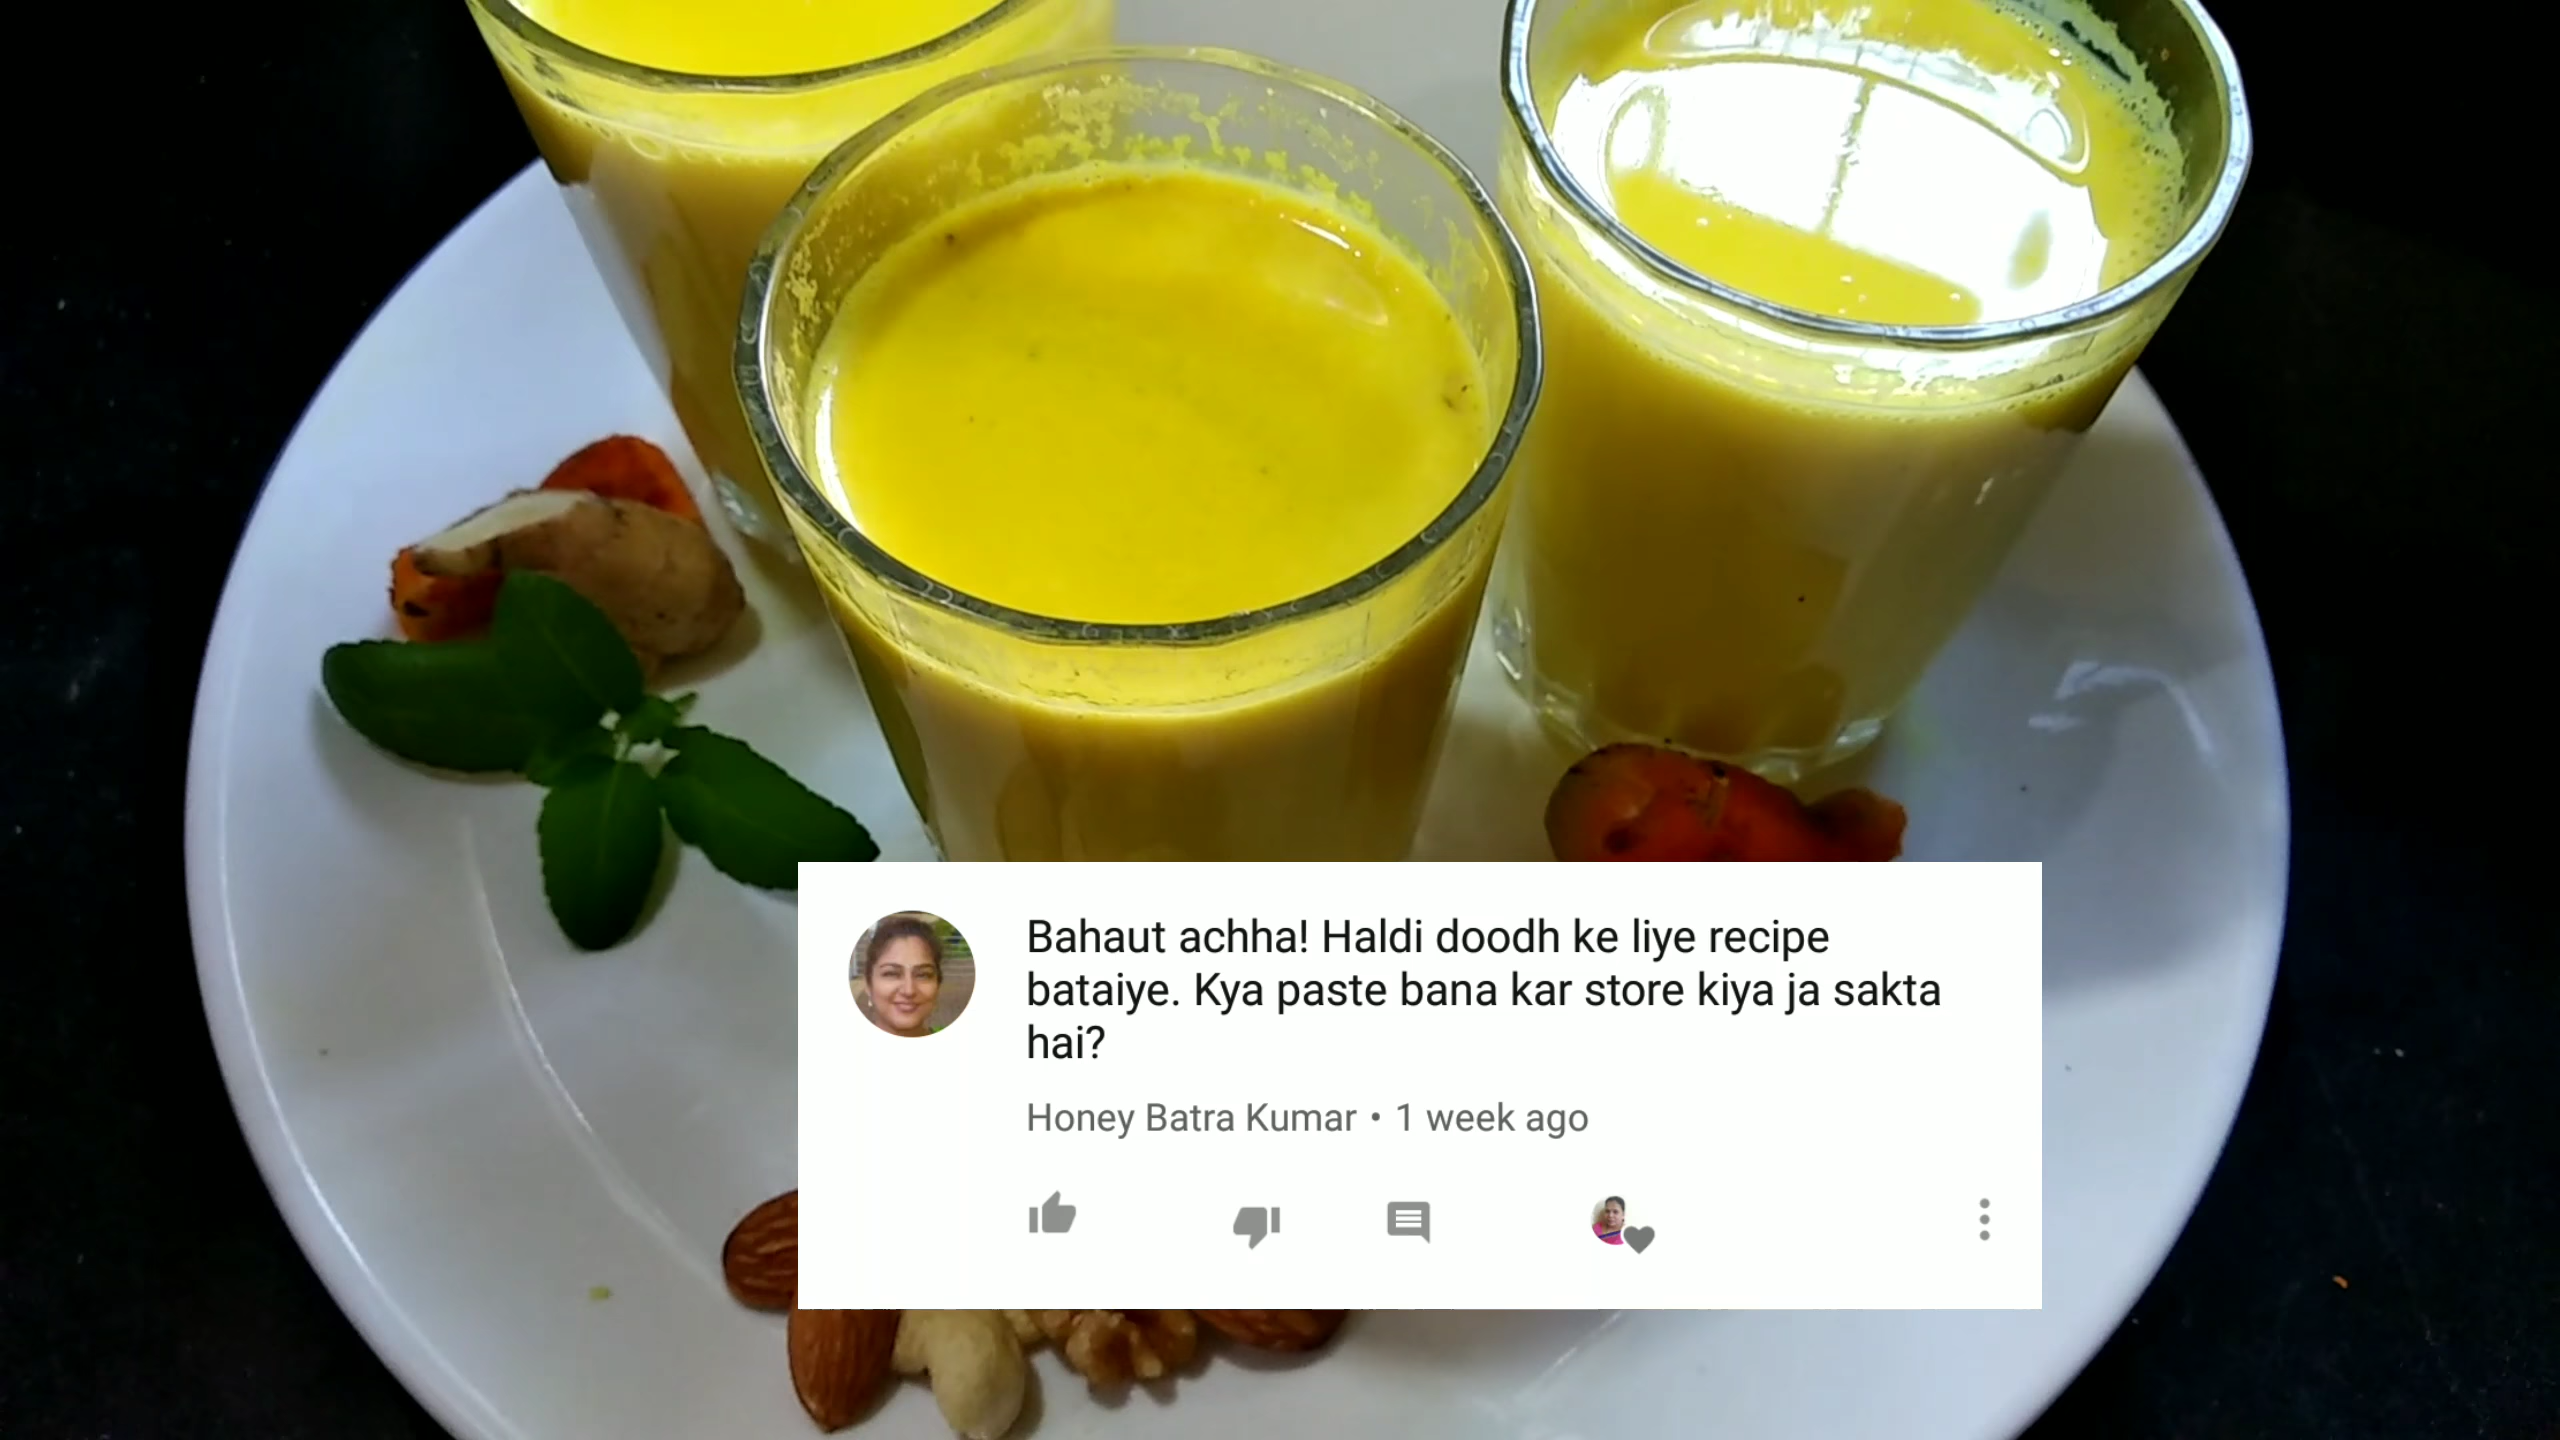 Bahaut achha! Haldi doodh ke liye recipe
bataiye. Kya paste bana kar store kiya ja sakta
hai?
Honey Batra Kumar • 1 week ago